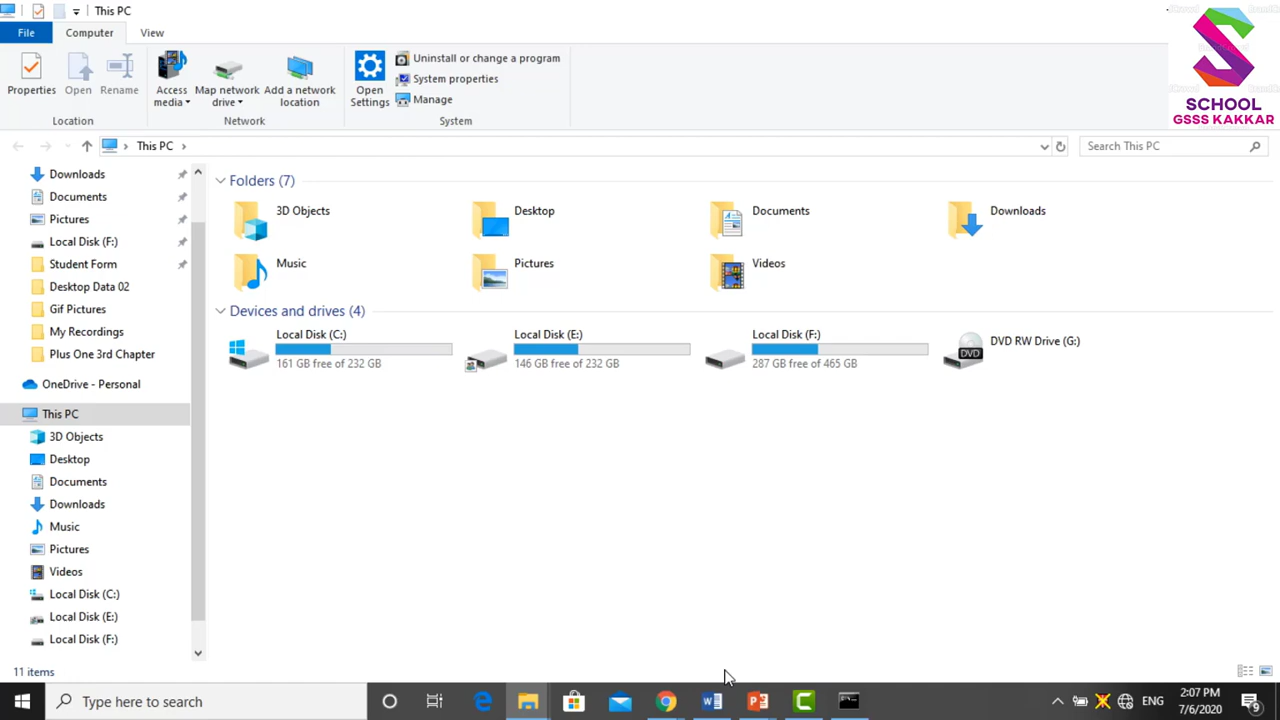 This PC
File
Computer
View
Properties
Open
Rename
Access media
Map network drive
Add a network location
Open Settings
Uninstall or change a program
System properties
Manage
Location
Network
System
SCHOOL
GSSS KAKKAR
This PC
Search This PC
Downloads
Documents
Pictures
Local Disk (F:)
Student Form
Desktop Data 02
Gif Pictures
My Recordings
Plus One 3rd Chapter
OneDrive - Personal
This PC
3D Objects
Desktop
Documents
Downloads
Music
Pictures
Videos
Local Disk (C:)
Local Disk (E:)
Local Disk (F:)
Folders (7)
3D Objects
Desktop
Documents
Downloads
Music
Pictures
Videos
Devices and drives (4)
Local Disk (C:)
161 GB free of 232 GB
Local Disk (E:)
146 GB free of 232 GB
Local Disk (F:)
287 GB free of 465 GB
DVD
DVD RW Drive (G:)
11 items
Type here to search
ENG
2:07 PM
7/6/2020
9